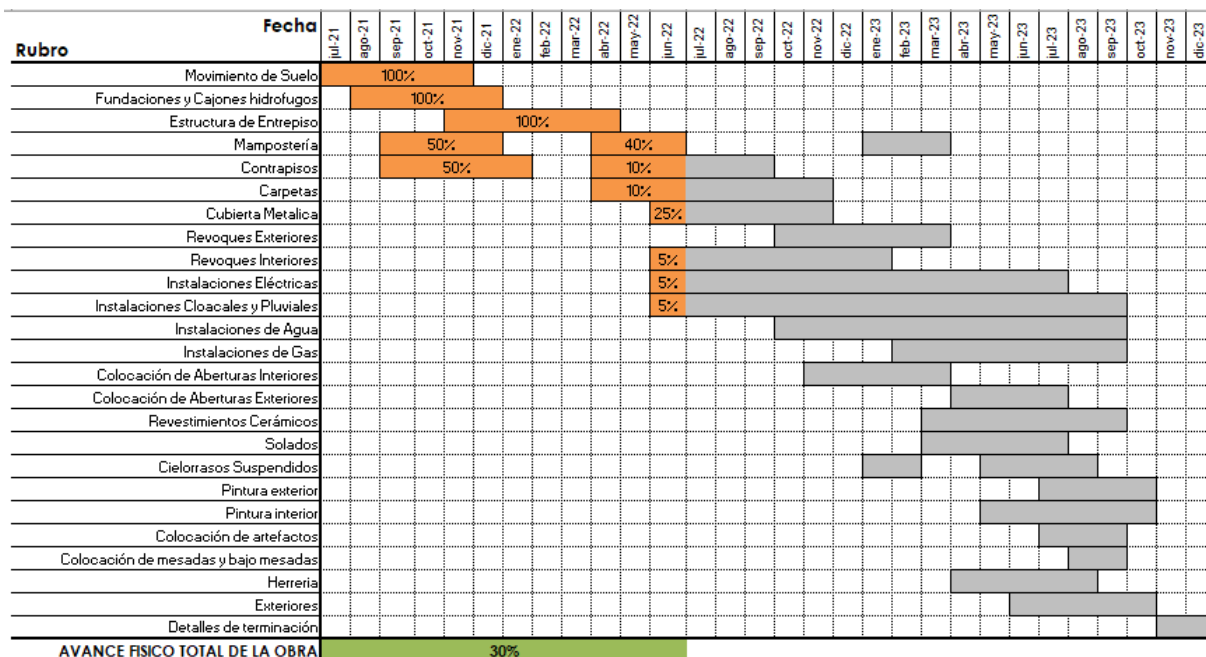 Fecha
Rubro
jul-21 ago-21 sep-21 oct-21 nov-21 dic-21 ene-22 feb-22 mar-22 abr-22 may-22 jun-22 jul-22 ago-22 sep-22 oct-22 nov-22 dic-22 ene-23 feb-23 mar-23 abr-23 may-23 jun-23 jul-23 ago-23 sep-23 oct-23 nov-23 dic-23
Movimiento de Suelo 100%
Fundaciones y Cajones hidrofugos 100%
Estructura de Entrepiso 100%
Mampostería 50% 40%
Contrapisos 50% 10%
Carpetas 10%
Cubierta Metalica 25%
Revoques Exteriores
Revoques Interiores 5%
Instalaciones Eléctricas 5%
Instalaciones Cloacales y Pluviales 5%
Instalaciones de Agua
Instalaciones de Gas
Colocación de Aberturas Interiores
Colocación de Aberturas Exteriores
Revestimientos Cerámicos
Solados
Cielorrasos Suspendidos
Pintura exterior
Pintura interior
Colocación de artefactos
Colocación de mesadas y bajo mesadas
Herreria
Exteriores
Detalles de terminación
AVANCE FISICO TOTAL DE LA OBRA 30%